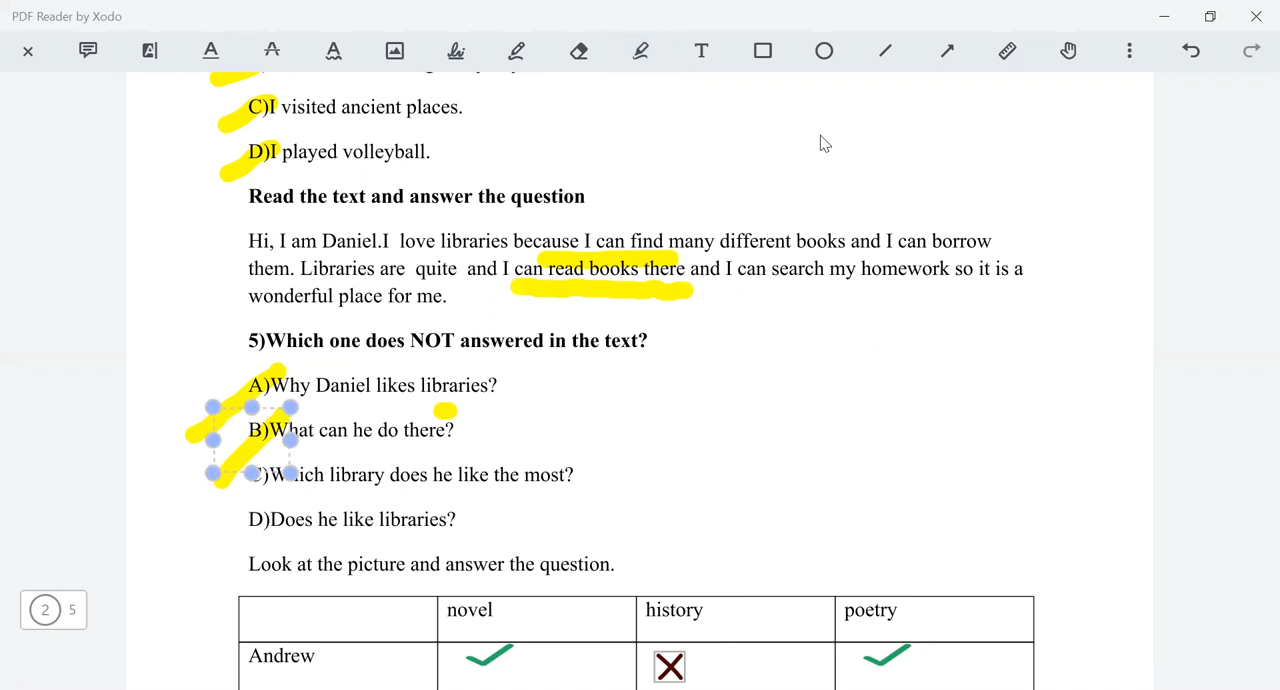 PDF Reader by Xodo
C)I visited ancient places.
D)I played volleyball.
Read the text and answer the question
Hi, I am Daniel.I love libraries because I can find many different books and I can borrow
them. Libraries are quite and I can read books there and I can search my homework so it is a
wonderful place for me.
5)Which one does NOT answered in the text?
A)Why Daniel likes libraries?
B)What can he do there?
C)Which library does he like the most?
D)Does he like libraries?
Look at the picture and answer the question.
novel history poetry
Andrew
2 5